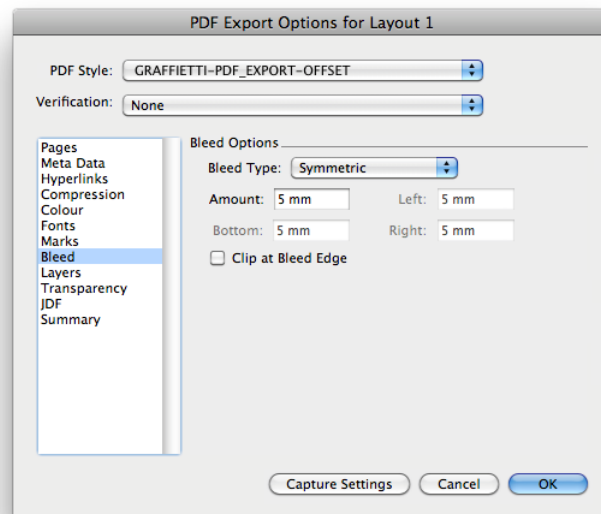 PDF Export Options for Layout 1
PDF Style: GRAFFIETTI-PDF_EXPORT-OFFSET
Verification: None
Pages
Meta Data
Hyperlinks
Compression
Colour
Fonts
Marks
Bleed
Layers
Transparency
JDF
Summary
Bleed Options
Bleed Type: Symmetric
Amount: 5 mm Left: 5 mm
Bottom: 5 mm Right: 5 mm
Clip at Bleed Edge
Capture Settings Cancel OK